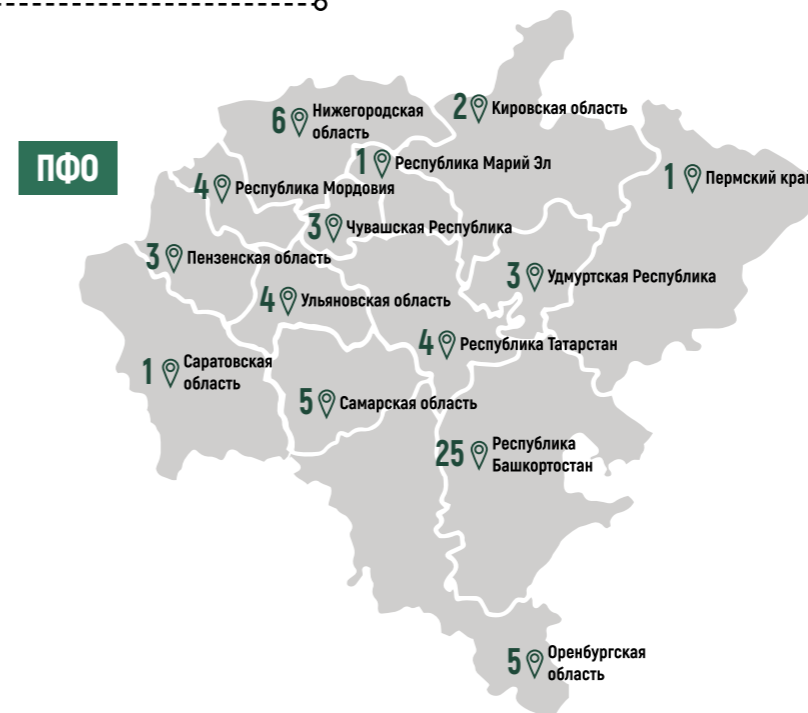 6 Нижегородская
область
2 Кировская область
ПФО
1 Республика Марий Эл
1 Пермский край
4 Республика Мордовия
3 Чувашская Республика
3 Пензенская область
3 Удмуртская Республика
4 Ульяновская область
4 Республика Татарстан
1 Саратовская
область
5 Самарская область
25 Республика
Башкортостан
5 Оренбургская
область